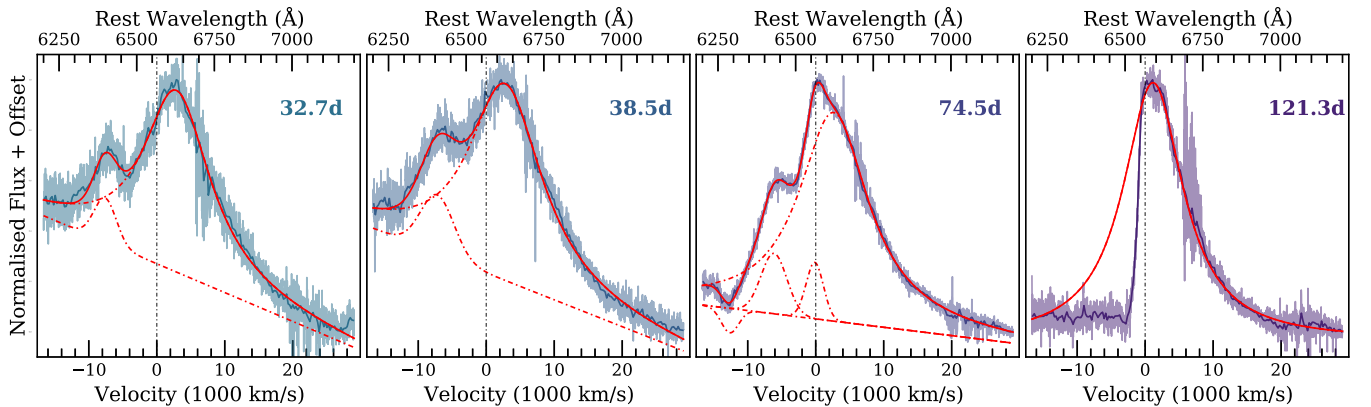 Rest Wavelength (Å) Rest Wavelength (Å) Rest Wavelength (Å) Rest Wavelength (Å)
6250 6500 6750 7000 6250 6500 6750 7000 6250 6500 6750 7000 6250 6500 6750 7000
32.7d 38.5d 74.5d 121.3d
Normalised Flux + Offset
−10 0 10 20 −10 0 10 20 −10 0 10 20 −10 0 10 20
Velocity (1000 km/s) Velocity (1000 km/s) Velocity (1000 km/s) Velocity (1000 km/s)